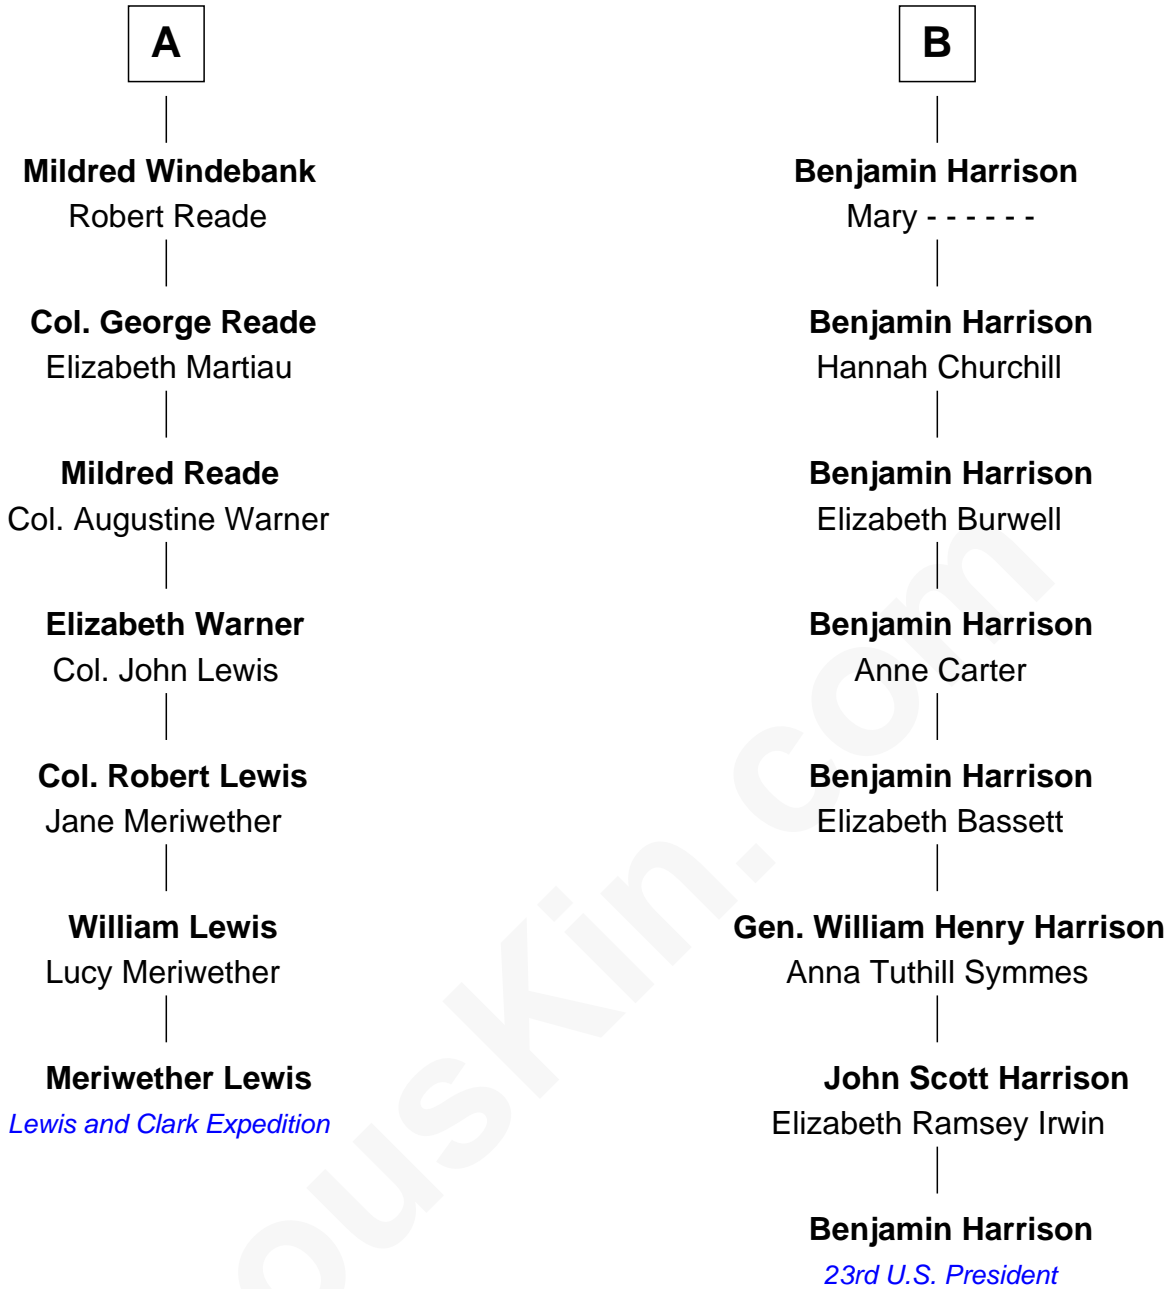 A
Mildred Windebank
Robert Reade
Col. George Reade
Elizabeth Martiau
Mildred Reade
Col. Augustine Warner
Elizabeth Warner
Col. John Lewis
Col. Robert Lewis
Jane Meriwether
William Lewis
Lucy Meriwether
Meriwether Lewis
Lewis and Clark Expedition
B
Benjamin Harrison
Mary - - - - - -
Benjamin Harrison
Hannah Churchill
Benjamin Harrison
Elizabeth Burwell
Benjamin Harrison
Anne Carter
Benjamin Harrison
Elizabeth Bassett
Gen. William Henry Harrison
Anna Tuthill Symmes
John Scott Harrison
Elizabeth Ramsey Irwin
Benjamin Harrison
23rd U.S. President
ousKin.com